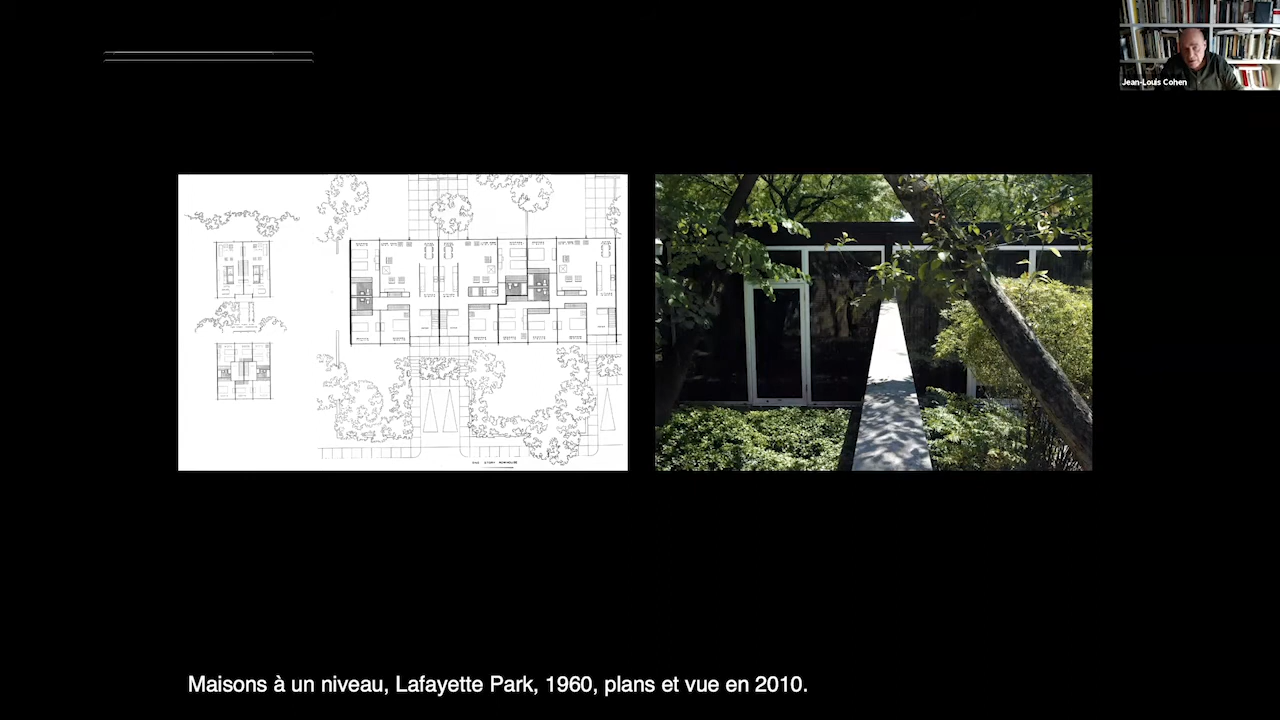 Jean-Louis Cohen
Maisons à un niveau, Lafayette Park, 1960, plans et vue en 2010.